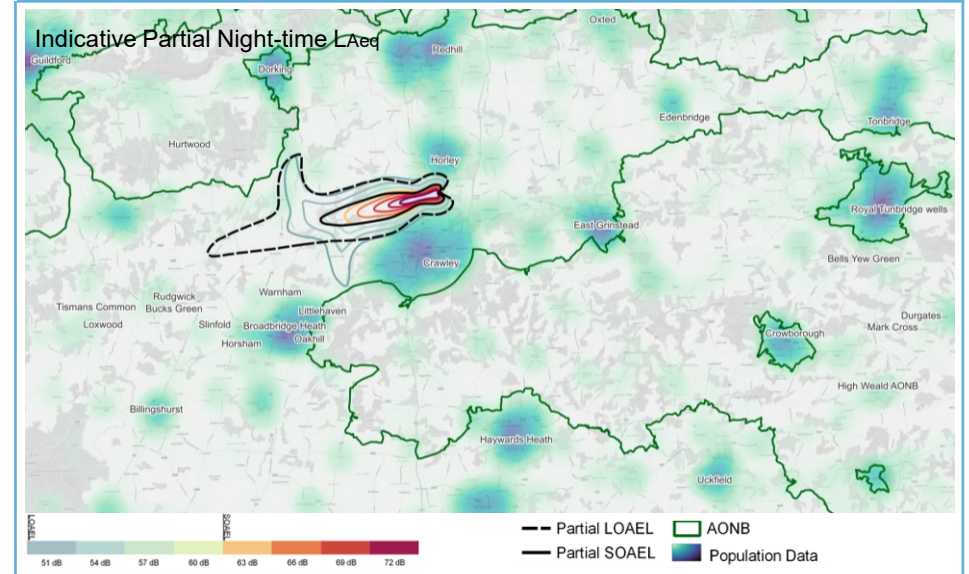 Indicative Partial Night-time LAeq
Oxted
Redhill
Guildford
Dorking
Edenbridge
Tonbridge
Hurtwood
Horley
Royal Tunbridge wells
East Grinstead
Bells Yew Green
Crawley
Warnham
Rudgwick
Tismans Common
Bucks Green
Littlehaven
Durgates
Loxwood
Slinfold
Broadbridge Heath
Mark Cross
Crowborough
Oakhill
Horsham
High Weald AONB
Billingshurst
Haywards Heath
Uckfield
LOAEL
SOAEL
51 dB 54 dB 57 dB 60 dB 63 dB 66 dB 69 dB 72 dB
Partial LOAEL
AONB
Partial SOAEL
Population Data